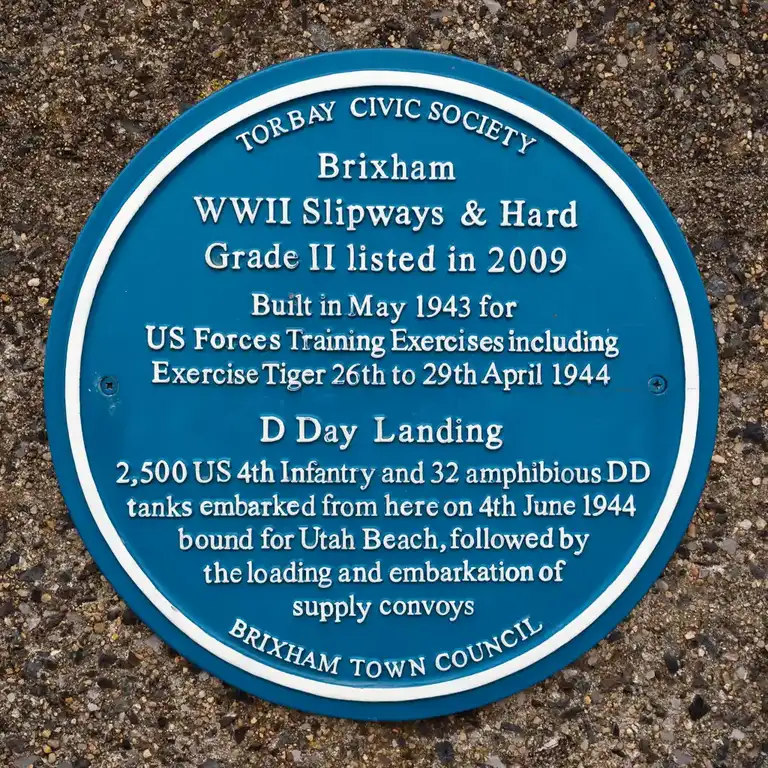 TORBAY CIVIC SOCIETY
Brixham
WWII Slipways & Hard
Grade II listed in 2009
Built in May 1943 for
US Forces Training Exercises including
Exercise Tiger 26th to 29th April 1944
D Day Landing
2,500 US 4th Infantry and 32 amphibious DD
tanks embarked from here on 4th June 1944
bound for Utah Beach, followed by
the loading and embarkation of
supply convoys
BRIXHAM TOWN COUNCIL